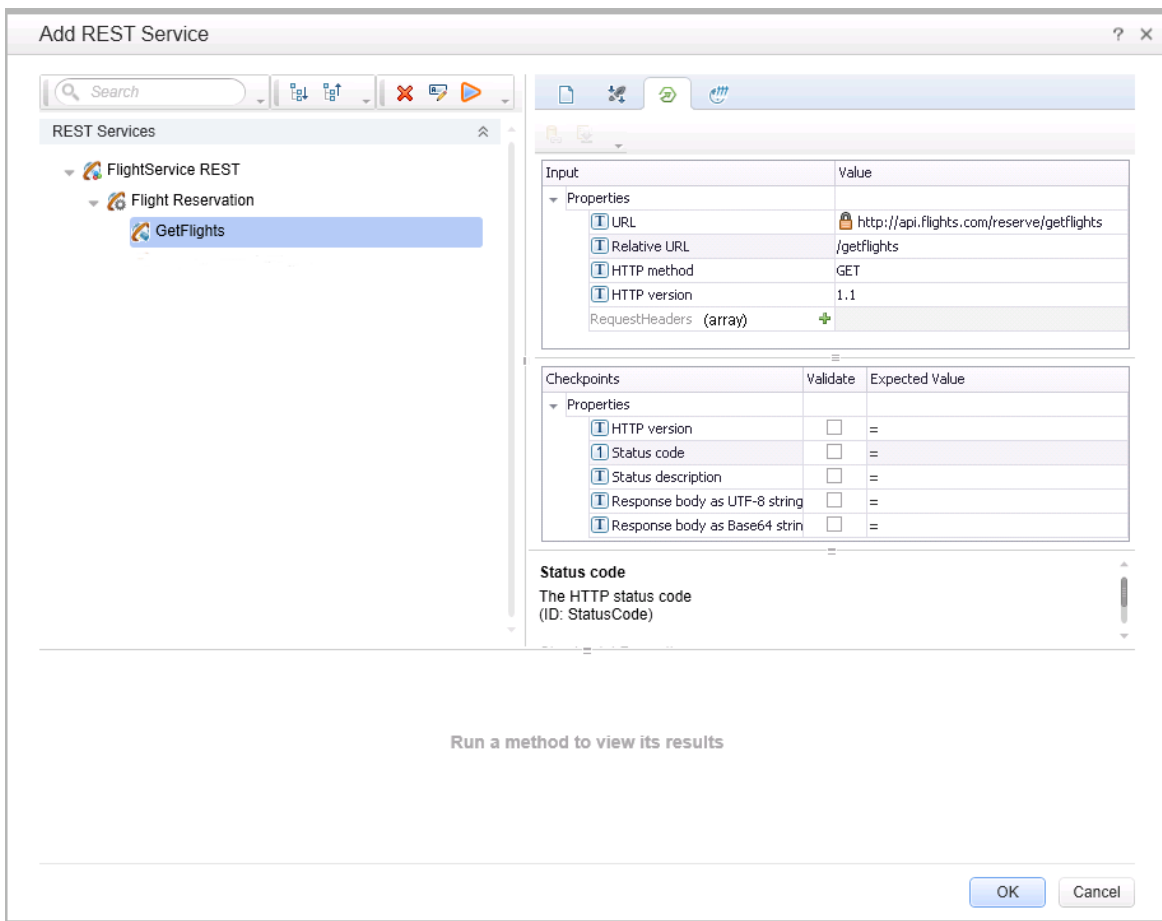 Add REST Service
Search
REST Services
FlightService REST
Flight Reservation
GetFlights
Input Value
Properties
URL http://api.flights.com/reserve/getflights
Relative URL /getflights
HTTP method GET
HTTP version 1.1
RequestHeaders (array)
Checkpoints Validate Expected Value
Properties
HTTP version =
Status code =
Status description =
Response body as UTF-8 string =
Response body as Base64 strin =
Status code
The HTTP status code
(ID: StatusCode)
Run a method to view its results
OK Cancel